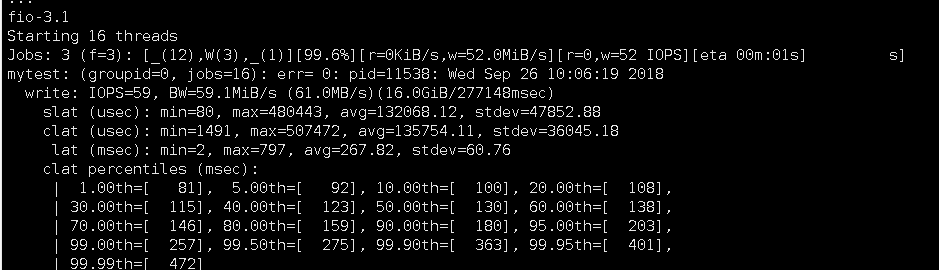 ...
fio-3.1
Starting 16 threads
Jobs: 3 (f=3): [_(12),W(3),_(1)][99.6%][r=0KiB/s,w=52.0MiB/s][r=0,w=52 IOPS][eta 00m:01s]         s]
mytest: (groupid=0, jobs=16): err= 0: pid=11538: Wed Sep 26 10:06:19 2018
  write: IOPS=59, BW=59.1MiB/s (61.0MB/s)(16.0GiB/277148msec)
    slat (usec): min=80, max=480443, avg=132068.12, stdev=47852.88
    clat (usec): min=1491, max=507472, avg=135754.11, stdev=36045.18
     lat (msec): min=2, max=797, avg=267.82, stdev=60.76
    clat percentiles (msec):
     |  1.00th=[   81],  5.00th=[   92], 10.00th=[  100], 20.00th=[  108],
     | 30.00th=[  115], 40.00th=[  123], 50.00th=[  130], 60.00th=[  138],
     | 70.00th=[  146], 80.00th=[  159], 90.00th=[  180], 95.00th=[  203],
     | 99.00th=[  257], 99.50th=[  275], 99.90th=[  363], 99.95th=[  401],
     | 99.99th=[  472]